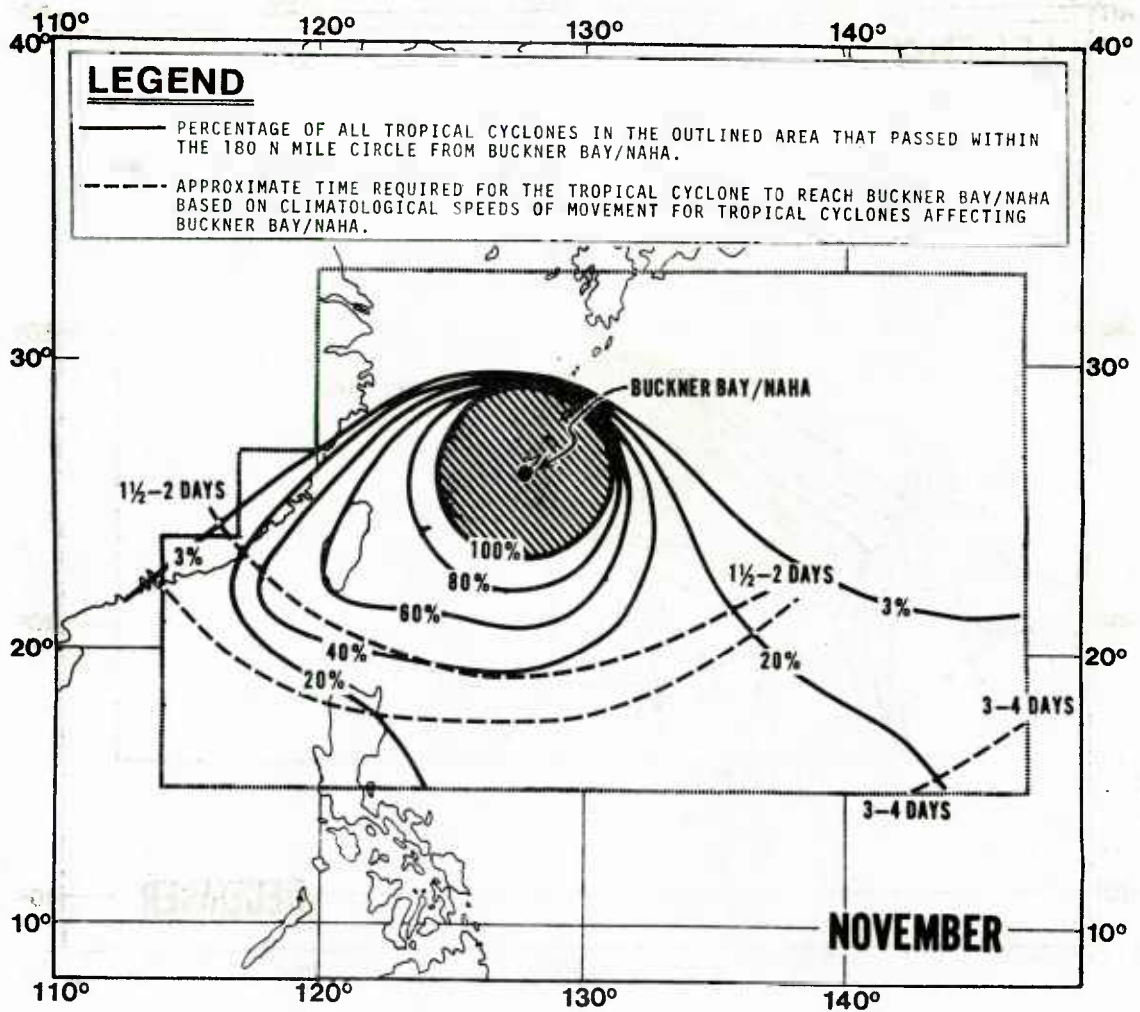 110° 120° 130° 140°
40° 40°
LEGEND
PERCENTAGE OF ALL TROPICAL CYCLONES IN THE OUTLINED AREA THAT PASSED WITHIN
THE 180 N MILE CIRCLE FROM BUCKNER BAY/NAHA.
APPROXIMATE TIME REQUIRED FOR THE TROPICAL CYCLONE TO REACH BUCKNER BAY/NAHA
BASED ON CLIMATOLOGICAL SPEEDS OF MOVEMENT FOR TROPICAL CYCLONES AFFECTING
BUCKNER BAY/NAHA.
30° 30°
BUCKNER BAY/NAHA
1½-2 DAYS
3% 100%
80% 1½-2 DAYS
60% 3%
20° 40% 20% 20°
20%
3-4 DAYS
3-4 DAYS
10° NOVEMBER 10°
110° 120° 130° 140°